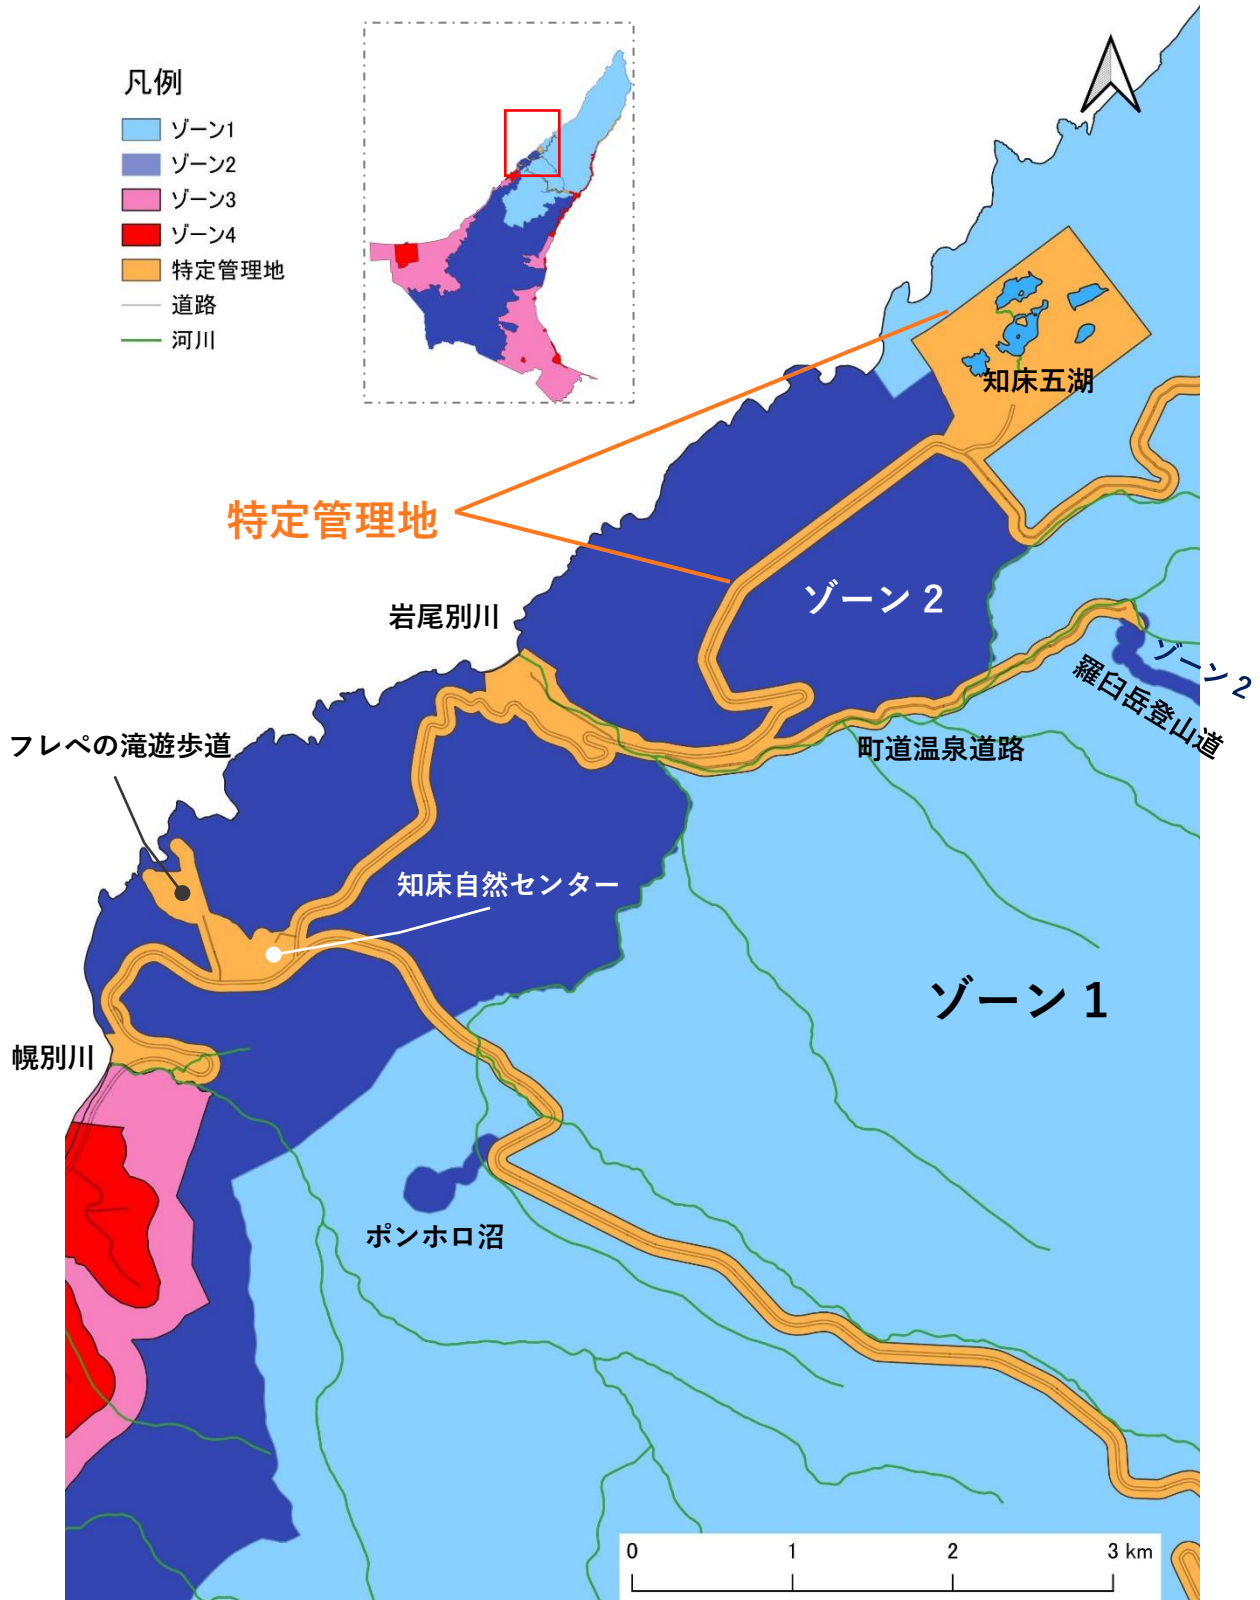 凡例
ゾーン1
ゾーン2
ゾーン3
ゾーン4
特定管理地
道路
河川
知床五湖
特定管理地
ゾーン 2
岩尾別川
ゾーン 2
羅臼岳登山道
フレペの滝遊歩道
町道温泉道路
知床自然センター
ゾーン 1
幌別川
ポンホロ沼
0 1 2 3 km